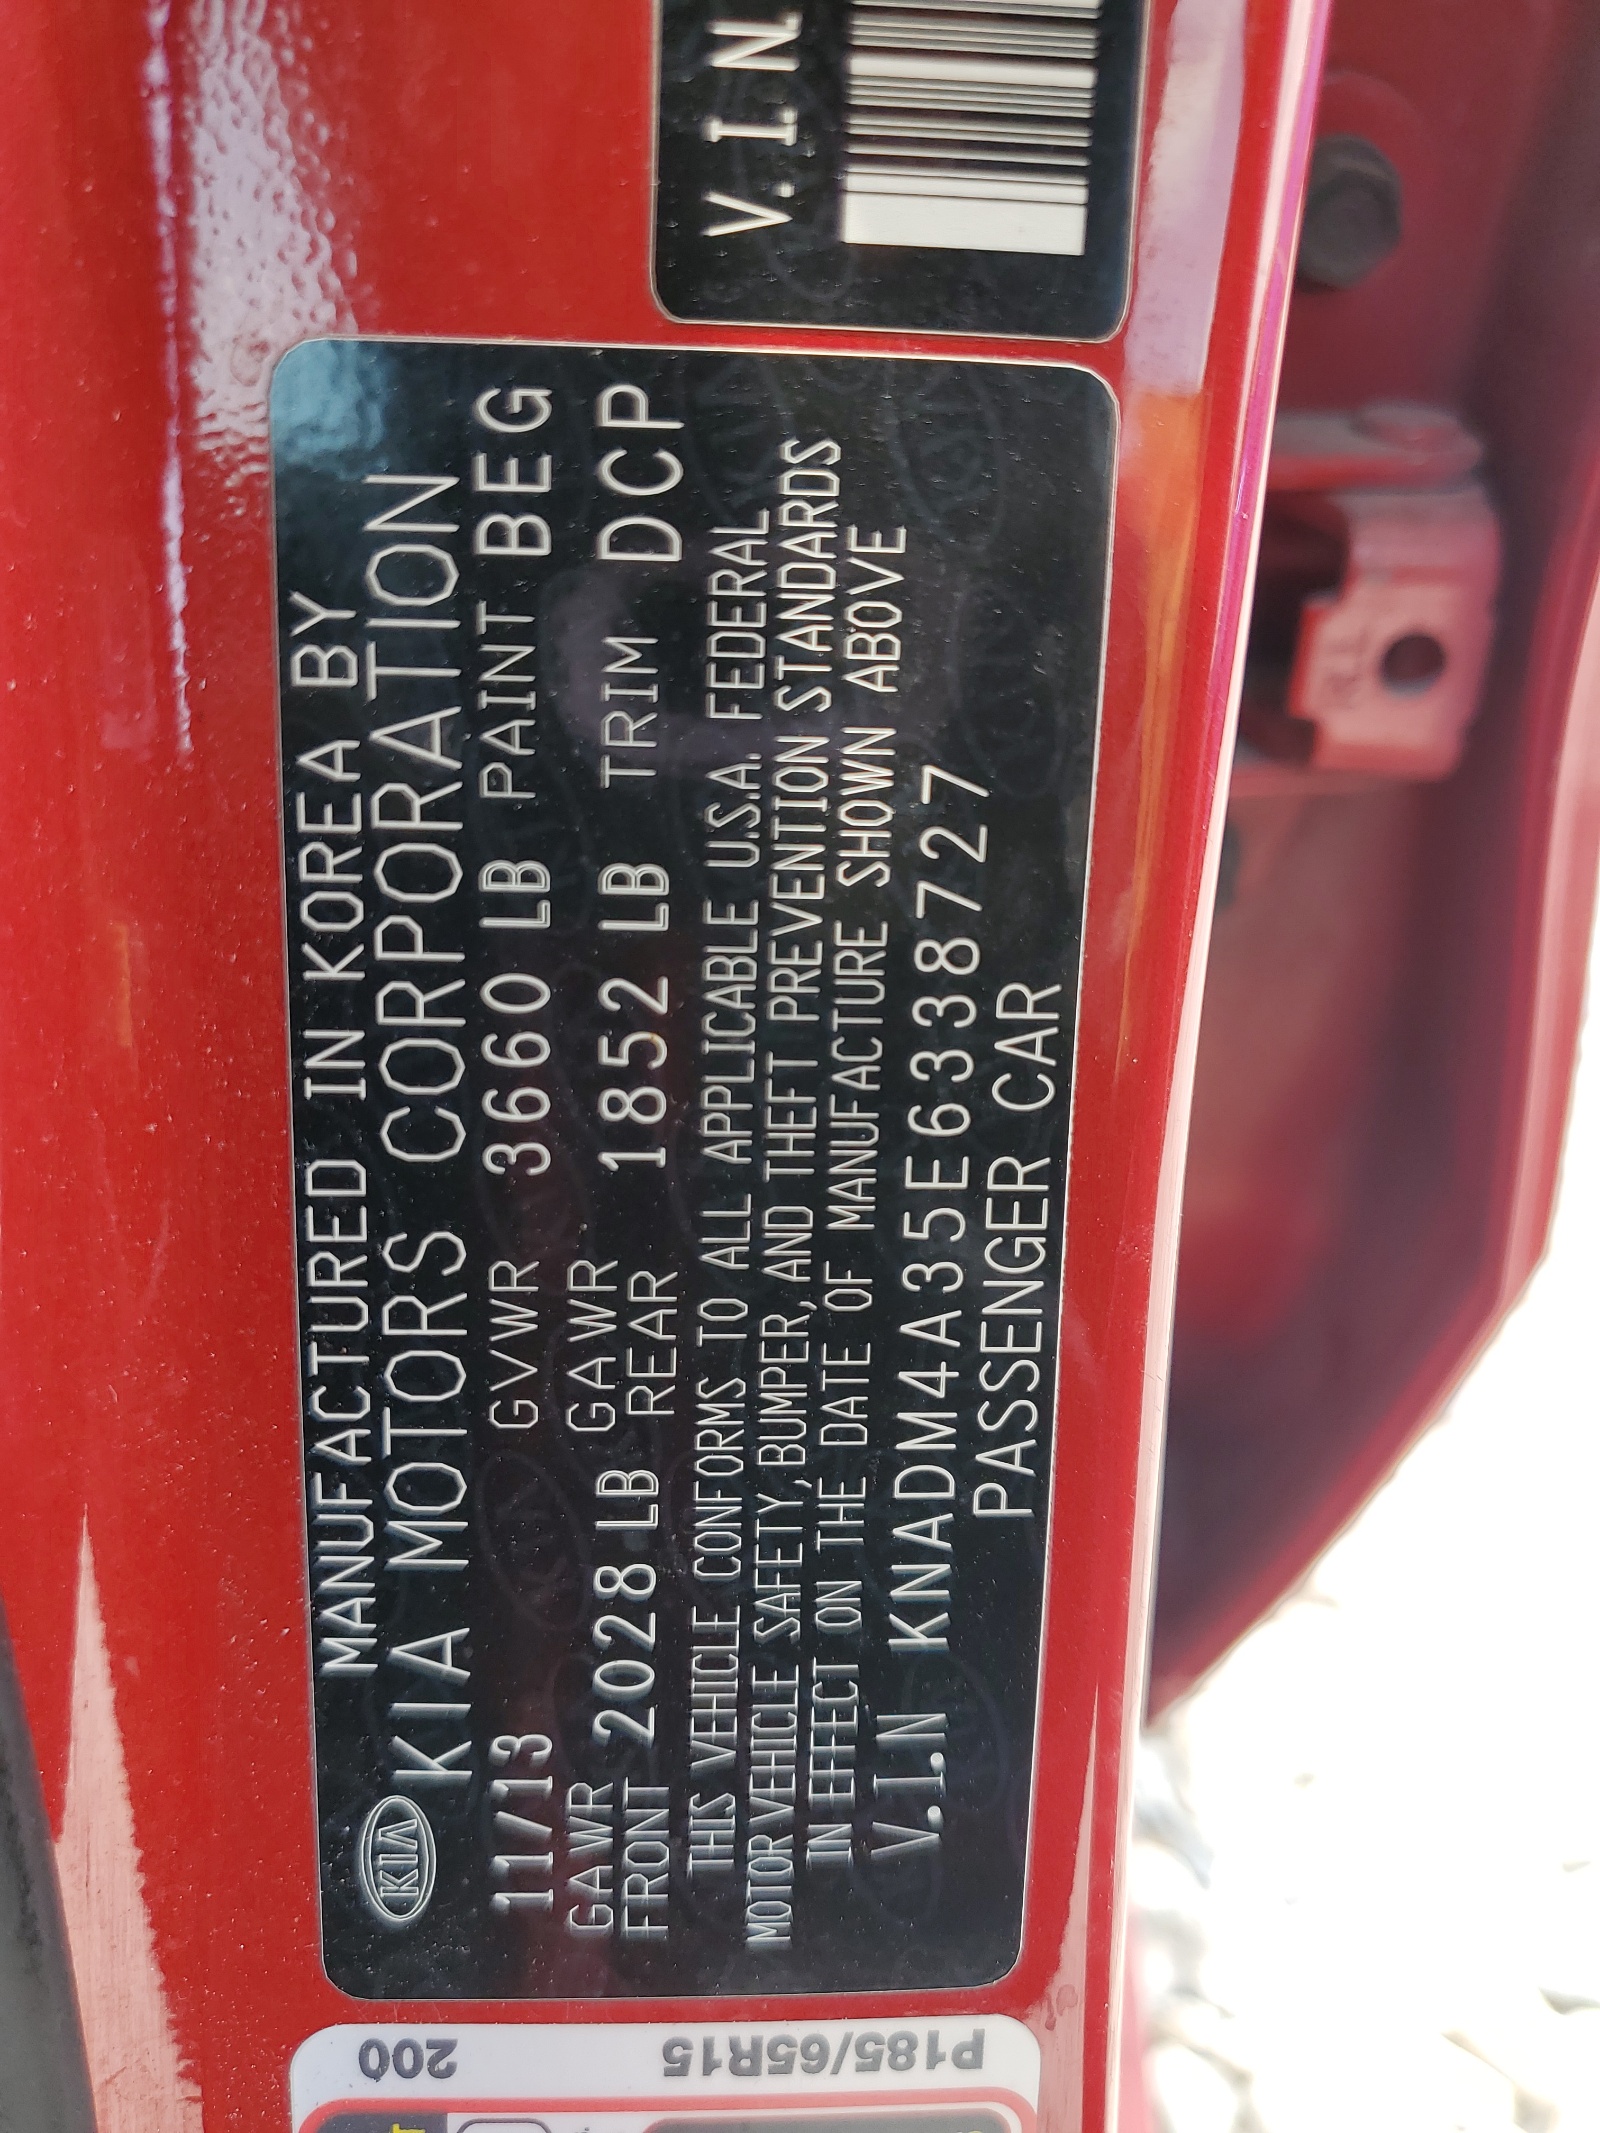 KIA
MANUFACTURED IN KOREA BY
KIA MOTORS CORPORATION
11/13 GVWR 3660 LB PAINT BEG
GAWR FRONT 2028 LB GAWR REAR 1852 LB TRIM DCP
THIS VEHICLE CONFORMS TO ALL APPLICABLE U.S.A. FEDERAL
MOTOR VEHICLE SAFETY, BUMPER, AND THEFT PREVENTION STANDARDS
IN EFFECT ON THE DATE OF MANUFACTURE SHOWN ABOVE
V.I.N KNADM4A35E6338727
PASSENGER CAR
V.I.N
200
P185/65R15